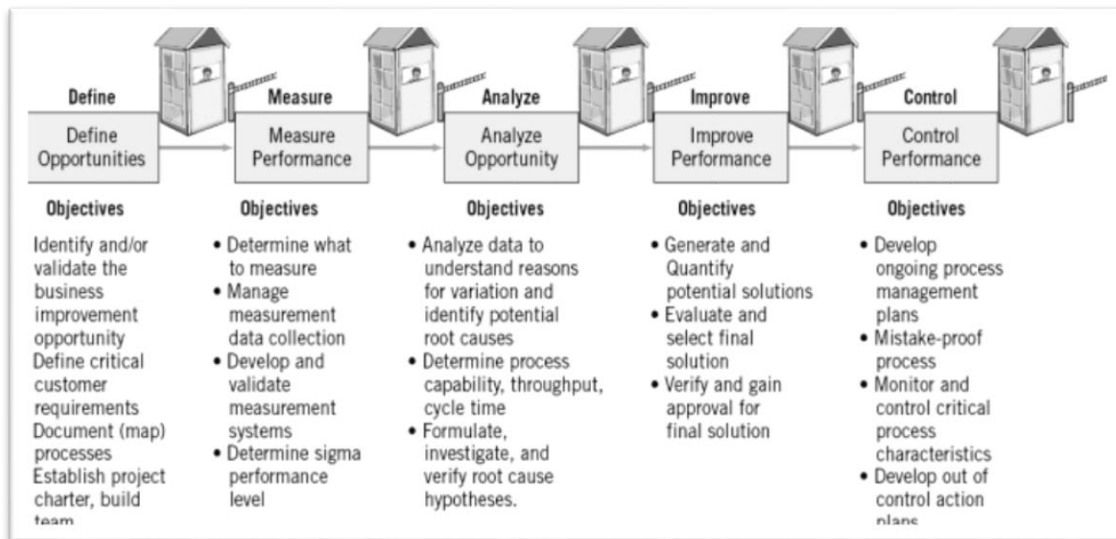 Define
Define
Opportunities
Objectives
Identify and/or
validate the
business
improvement
opportunity
Define critical
customer
requirements
Document (map)
processes
Establish project
charter, build
team
Measure
Measure
Performance
Objectives
• Determine what
to measure
• Manage
measurement
data collection
• Develop and
validate
measurement
systems
• Determine sigma
performance
level
Analyze
Analyze
Opportunity
Objectives
• Analyze data to
understand reasons
for variation and
identify potential
root causes
• Determine process
capability, throughput,
cycle time
• Formulate,
investigate, and
verify root cause
hypotheses.
Improve
Improve
Performance
Objectives
• Generate and
Quantify
potential solutions
• Evaluate and
select final
solution
• Verify and gain
approval for
final solution
Control
Control
Performance
Objectives
• Develop
ongoing process
management
plans
• Mistake-proof
process
• Monitor and
control critical
process
characteristics
• Develop out of
control action
plans